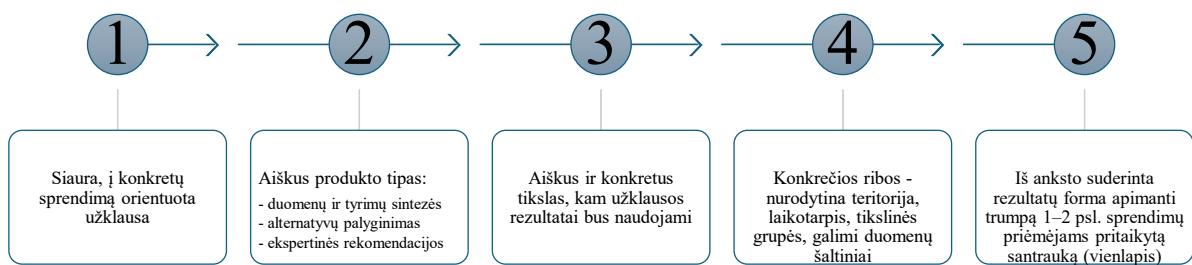 1
2
3
4
5
Siaura, į konkretų
sprendimą orientuota
užklausa
Aiškus produkto tipas:
- duomenų ir tyrimų sintezės
- alternatyvų palyginimas
- ekspertinės rekomendacijos
Aiškus ir konkretus
tikslas, kam užklausos
rezultatai bus naudojami
Konkrečios ribos -
nurodytina teritorija,
laikotarpis, tikslinės
grupės, galimi duomenų
šaltiniai
Iš anksto suderinta
rezultatų forma apimanti
trumpą 1–2 psl. sprendimų
priėmėjams pritaikytą
santrauką (vienlapis)